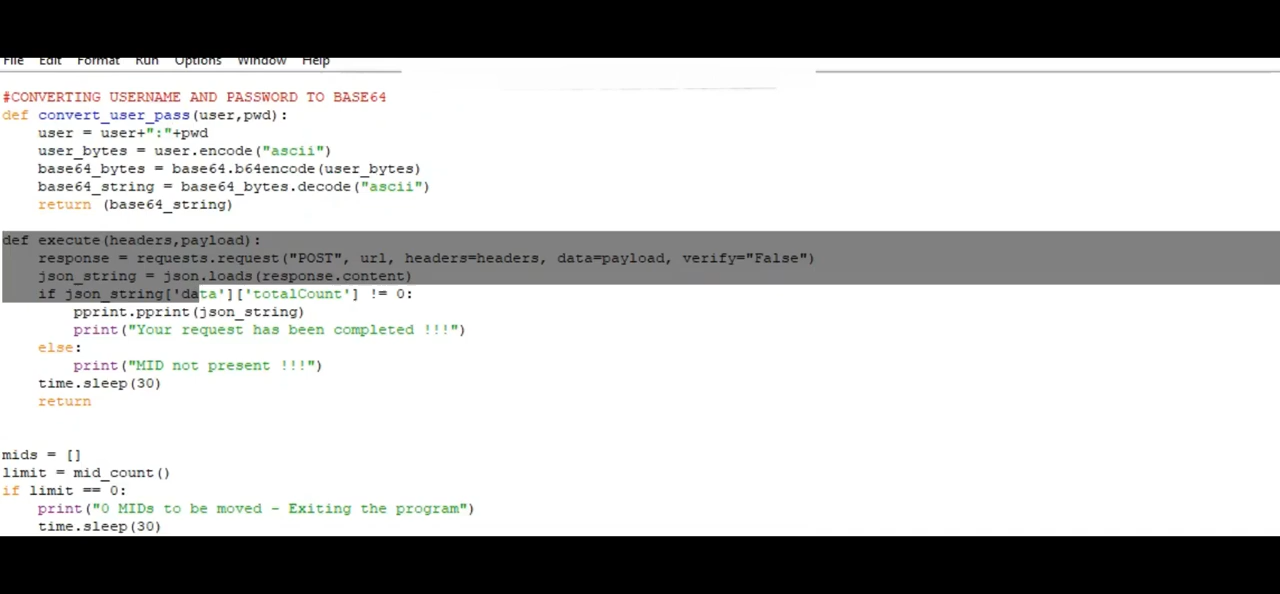 File Edit Format Run Options Window Help
#CONVERTING USERNAME AND PASSWORD TO BASE64
def convert_user_pass(user,pwd):
    user = user+":"+pwd
    user_bytes = user.encode("ascii")
    base64_bytes = base64.b64encode(user_bytes)
    base64_string = base64_bytes.decode("ascii")
    return (base64_string)
def execute(headers,payload):
    response = requests.request("POST", url, headers=headers, data=payload, verify="False")
    json_string = json.loads(response.content)
    if json_string['data']['totalCount'] != 0:
        pprint.pprint(json_string)
        print("Your request has been completed !!!")
    else:
        print("MID not present !!!")
    time.sleep(30)
    return
mids = []
limit = mid_count()
if limit == 0:
    print("0 MIDs to be moved - Exiting the program")
    time.sleep(30)